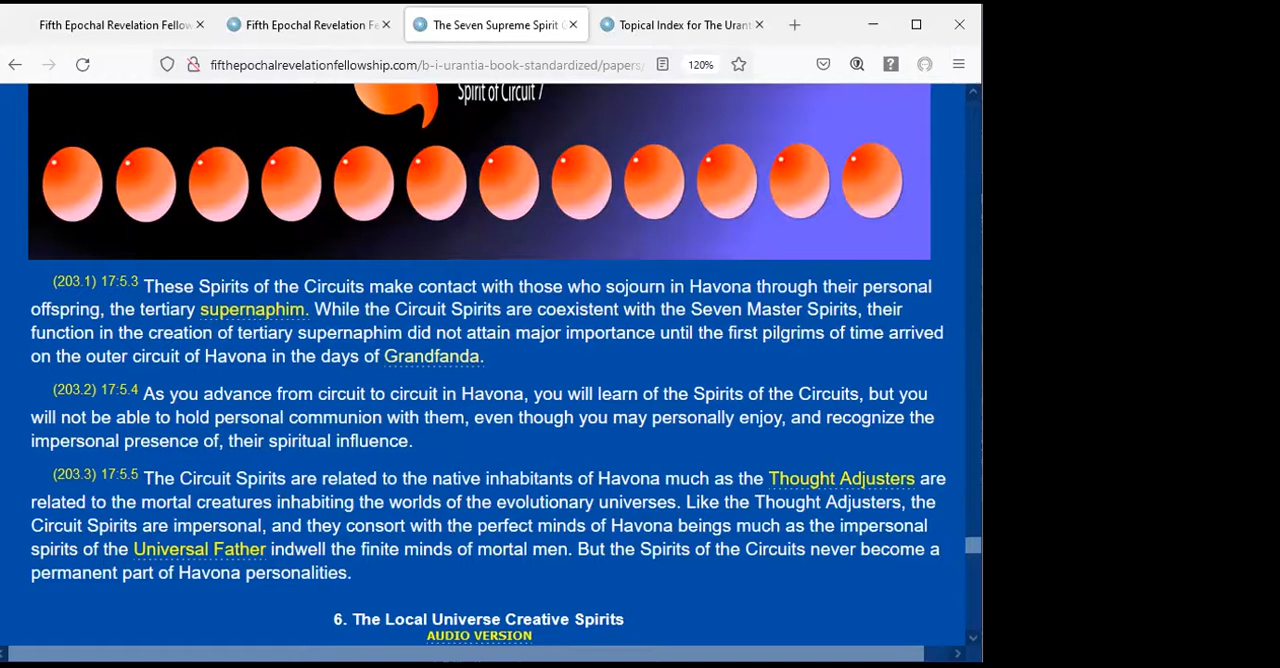 Fifth Epochal Revelation Fellow
Fifth Epochal Revelation Fe
The Seven Supreme Spirit
Topical Index for The Urant
fifthepochalrevelationfellowship.com/b-i-urantia-book-standardized/papers/
120%
Spirit of Circuit 7
(203.1) 17:5.3 These Spirits of the Circuits make contact with those who sojourn in Havona through their personal
offspring, the tertiary supernaphim. While the Circuit Spirits are coexistent with the Seven Master Spirits, their
function in the creation of tertiary supernaphim did not attain major importance until the first pilgrims of time arrived
on the outer circuit of Havona in the days of Grandfanda.
(203.2) 17:5.4 As you advance from circuit to circuit in Havona, you will learn of the Spirits of the Circuits, but you
will not be able to hold personal communion with them, even though you may personally enjoy, and recognize the
impersonal presence of, their spiritual influence.
(203.3) 17:5.5 The Circuit Spirits are related to the native inhabitants of Havona much as the Thought Adjusters are
related to the mortal creatures inhabiting the worlds of the evolutionary universes. Like the Thought Adjusters, the
Circuit Spirits are impersonal, and they consort with the perfect minds of Havona beings much as the impersonal
spirits of the Universal Father indwell the finite minds of mortal men. But the Spirits of the Circuits never become a
permanent part of Havona personalities.
6. The Local Universe Creative Spirits
AUDIO VERSION